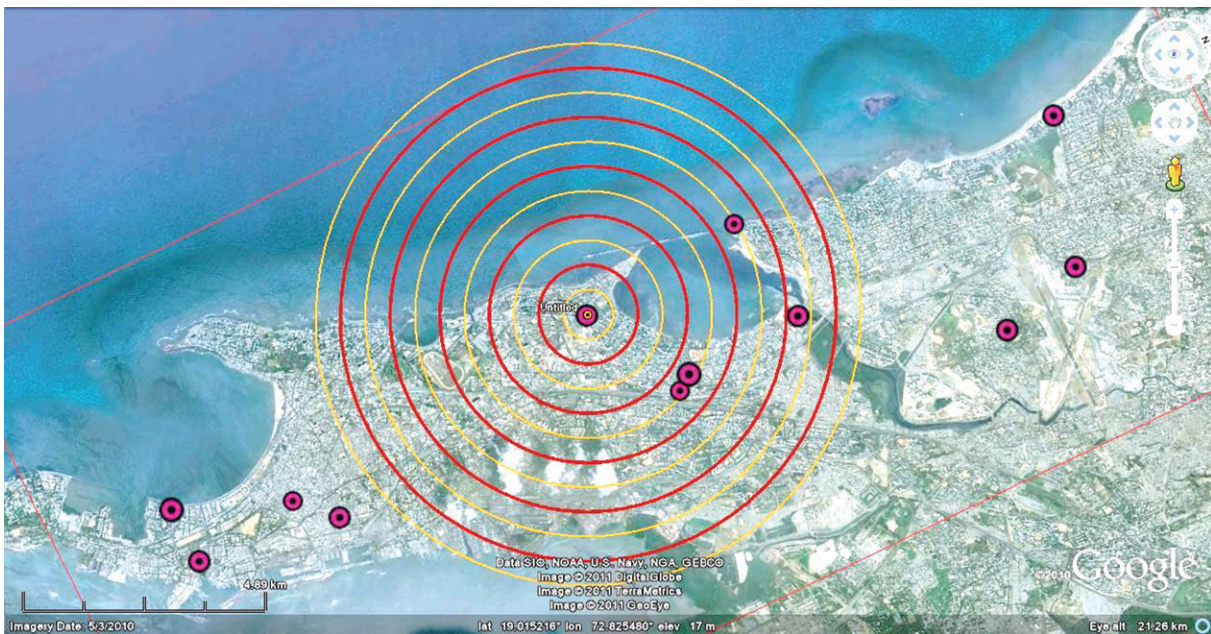 N
Untitled
4.89 km
Data SIO, NOAA, U.S. Navy, NGA, GEBCO
Image © 2011 DigitalGlobe
Image © 2011 TerraMetrics
Image © 2011 GeoEye
©2010 Google
Imagery Date: 5/3/2010
lat 19.015216° lon 72.825480° elev 17 m
Eye alt 21.26 km